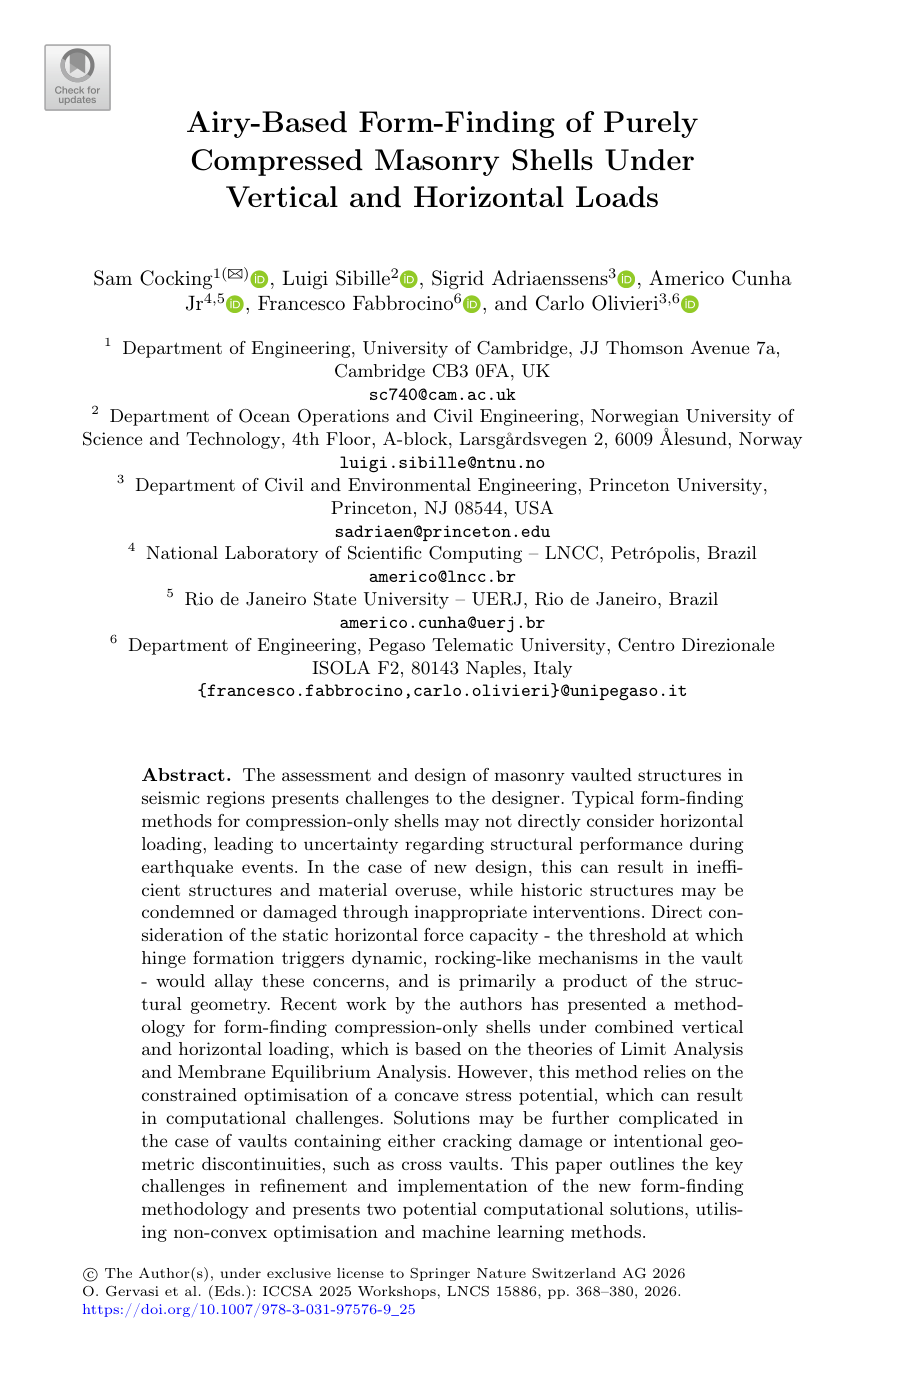 Check for
updates
Airy-Based Form-Finding of Purely
Compressed Masonry Shells Under
Vertical and Horizontal Loads
Sam Cocking1(✉), Luigi Sibille2, Sigrid Adriaenssens3, Americo Cunha
Jr4,5, Francesco Fabbrocino6, and Carlo Olivieri3,6
1 Department of Engineering, University of Cambridge, JJ Thomson Avenue 7a,
Cambridge CB3 0FA, UK
sc740@cam.ac.uk
2 Department of Ocean Operations and Civil Engineering, Norwegian University of
Science and Technology, 4th Floor, A-block, Larsgårdsvegen 2, 6009 Ålesund, Norway
luigi.sibille@ntnu.no
3 Department of Civil and Environmental Engineering, Princeton University,
Princeton, NJ 08544, USA
sadriaen@princeton.edu
4 National Laboratory of Scientific Computing – LNCC, Petrópolis, Brazil
americo@lncc.br
5 Rio de Janeiro State University – UERJ, Rio de Janeiro, Brazil
americo.cunha@uerj.br
6 Department of Engineering, Pegaso Telematic University, Centro Direzionale
ISOLA F2, 80143 Naples, Italy
{francesco.fabbrocino,carlo.olivieri}@unipegaso.it
Abstract. The assessment and design of masonry vaulted structures in
seismic regions presents challenges to the designer. Typical form-finding
methods for compression-only shells may not directly consider horizontal
loading, leading to uncertainty regarding structural performance during
earthquake events. In the case of new design, this can result in ineffi-
cient structures and material overuse, while historic structures may be
condemned or damaged through inappropriate interventions. Direct con-
sideration of the static horizontal force capacity - the threshold at which
hinge formation triggers dynamic, rocking-like mechanisms in the vault
- would allay these concerns, and is primarily a product of the struc-
tural geometry. Recent work by the authors has presented a method-
ology for form-finding compression-only shells under combined vertical
and horizontal loading, which is based on the theories of Limit Analysis
and Membrane Equilibrium Analysis. However, this method relies on the
constrained optimisation of a concave stress potential, which can result
in computational challenges. Solutions may be further complicated in
the case of vaults containing either cracking damage or intentional geo-
metric discontinuities, such as cross vaults. This paper outlines the key
challenges in refinement and implementation of the new form-finding
methodology and presents two potential computational solutions, utilis-
ing non-convex optimisation and machine learning methods.
© The Author(s), under exclusive license to Springer Nature Switzerland AG 2026
O. Gervasi et al. (Eds.): ICCSA 2025 Workshops, LNCS 15886, pp. 368–380, 2026.
https://doi.org/10.1007/978-3-031-97576-9_25